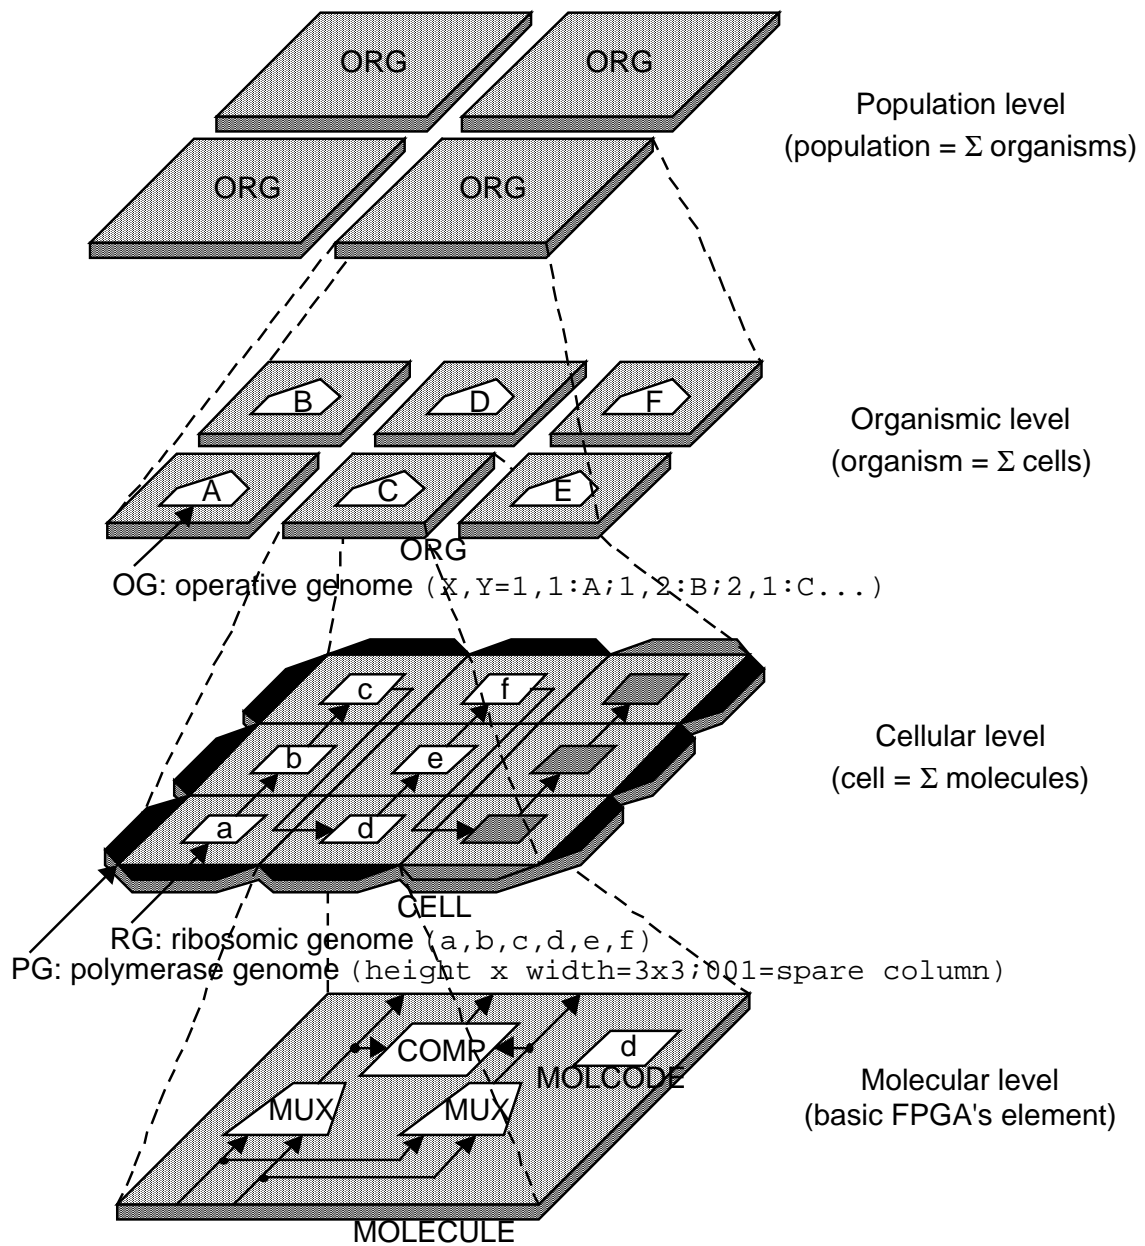 ORG ORG
Population level
(population = Σ organisms)
ORG ORG
B D F
Organismic level
(organism = Σ cells)
A C E
ORG
OG: operative genome (X,Y=1,1:A;1,2:B;2,1:C...)
c f
b e
Cellular level
(cell = Σ molecules)
a d
CELL
RG: ribosomic genome (a,b,c,d,e,f)
PG: polymerase genome (height x width=3x3;001=spare column)
COMP d
MOLCODE
Molecular level
(basic FPGA's element)
MUX MUX
MOLECULE